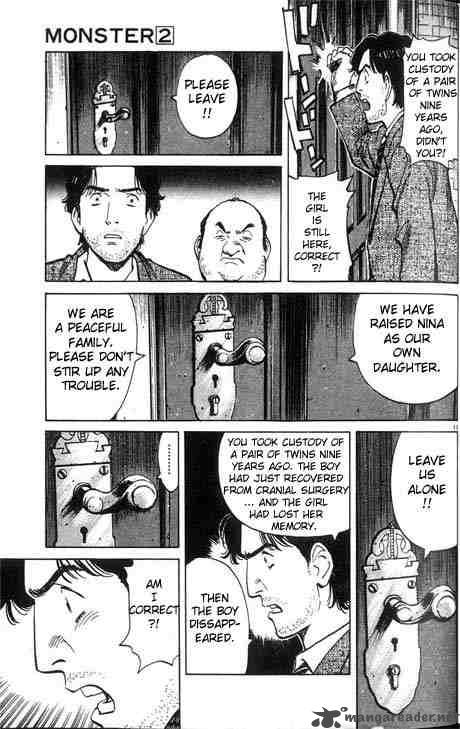 MONSTER 2
YOU TOOK
CUSTODY
OF A
PAIR OF
TWINS
NINE
YEARS
AGO,
DIDN'T
YOU?!
THE
GIRL
IS
STILL
HERE,
CORRECT
?!
PLEASE
LEAVE
!!
WE HAVE
RAISED NINA
AS OUR
OWN
DAUGHTER.
WE ARE
A PEACEFUL
FAMILY.
PLEASE DON'T
STIR UP ANY
TROUBLE.
11
LEAVE
US
ALONE
!!
YOU TOOK CUSTODY OF
A PAIR OF TWINS NINE
YEARS AGO. THE BOY
HAD JUST RECOVERED
FROM CRANIAL SURGERY
... AND THE GIRL
HAD LOST HER
MEMORY.
.........
THEN
THE BOY
DISSAPP-
EARED.
AM I
CORRECT
?!
mangareader.net